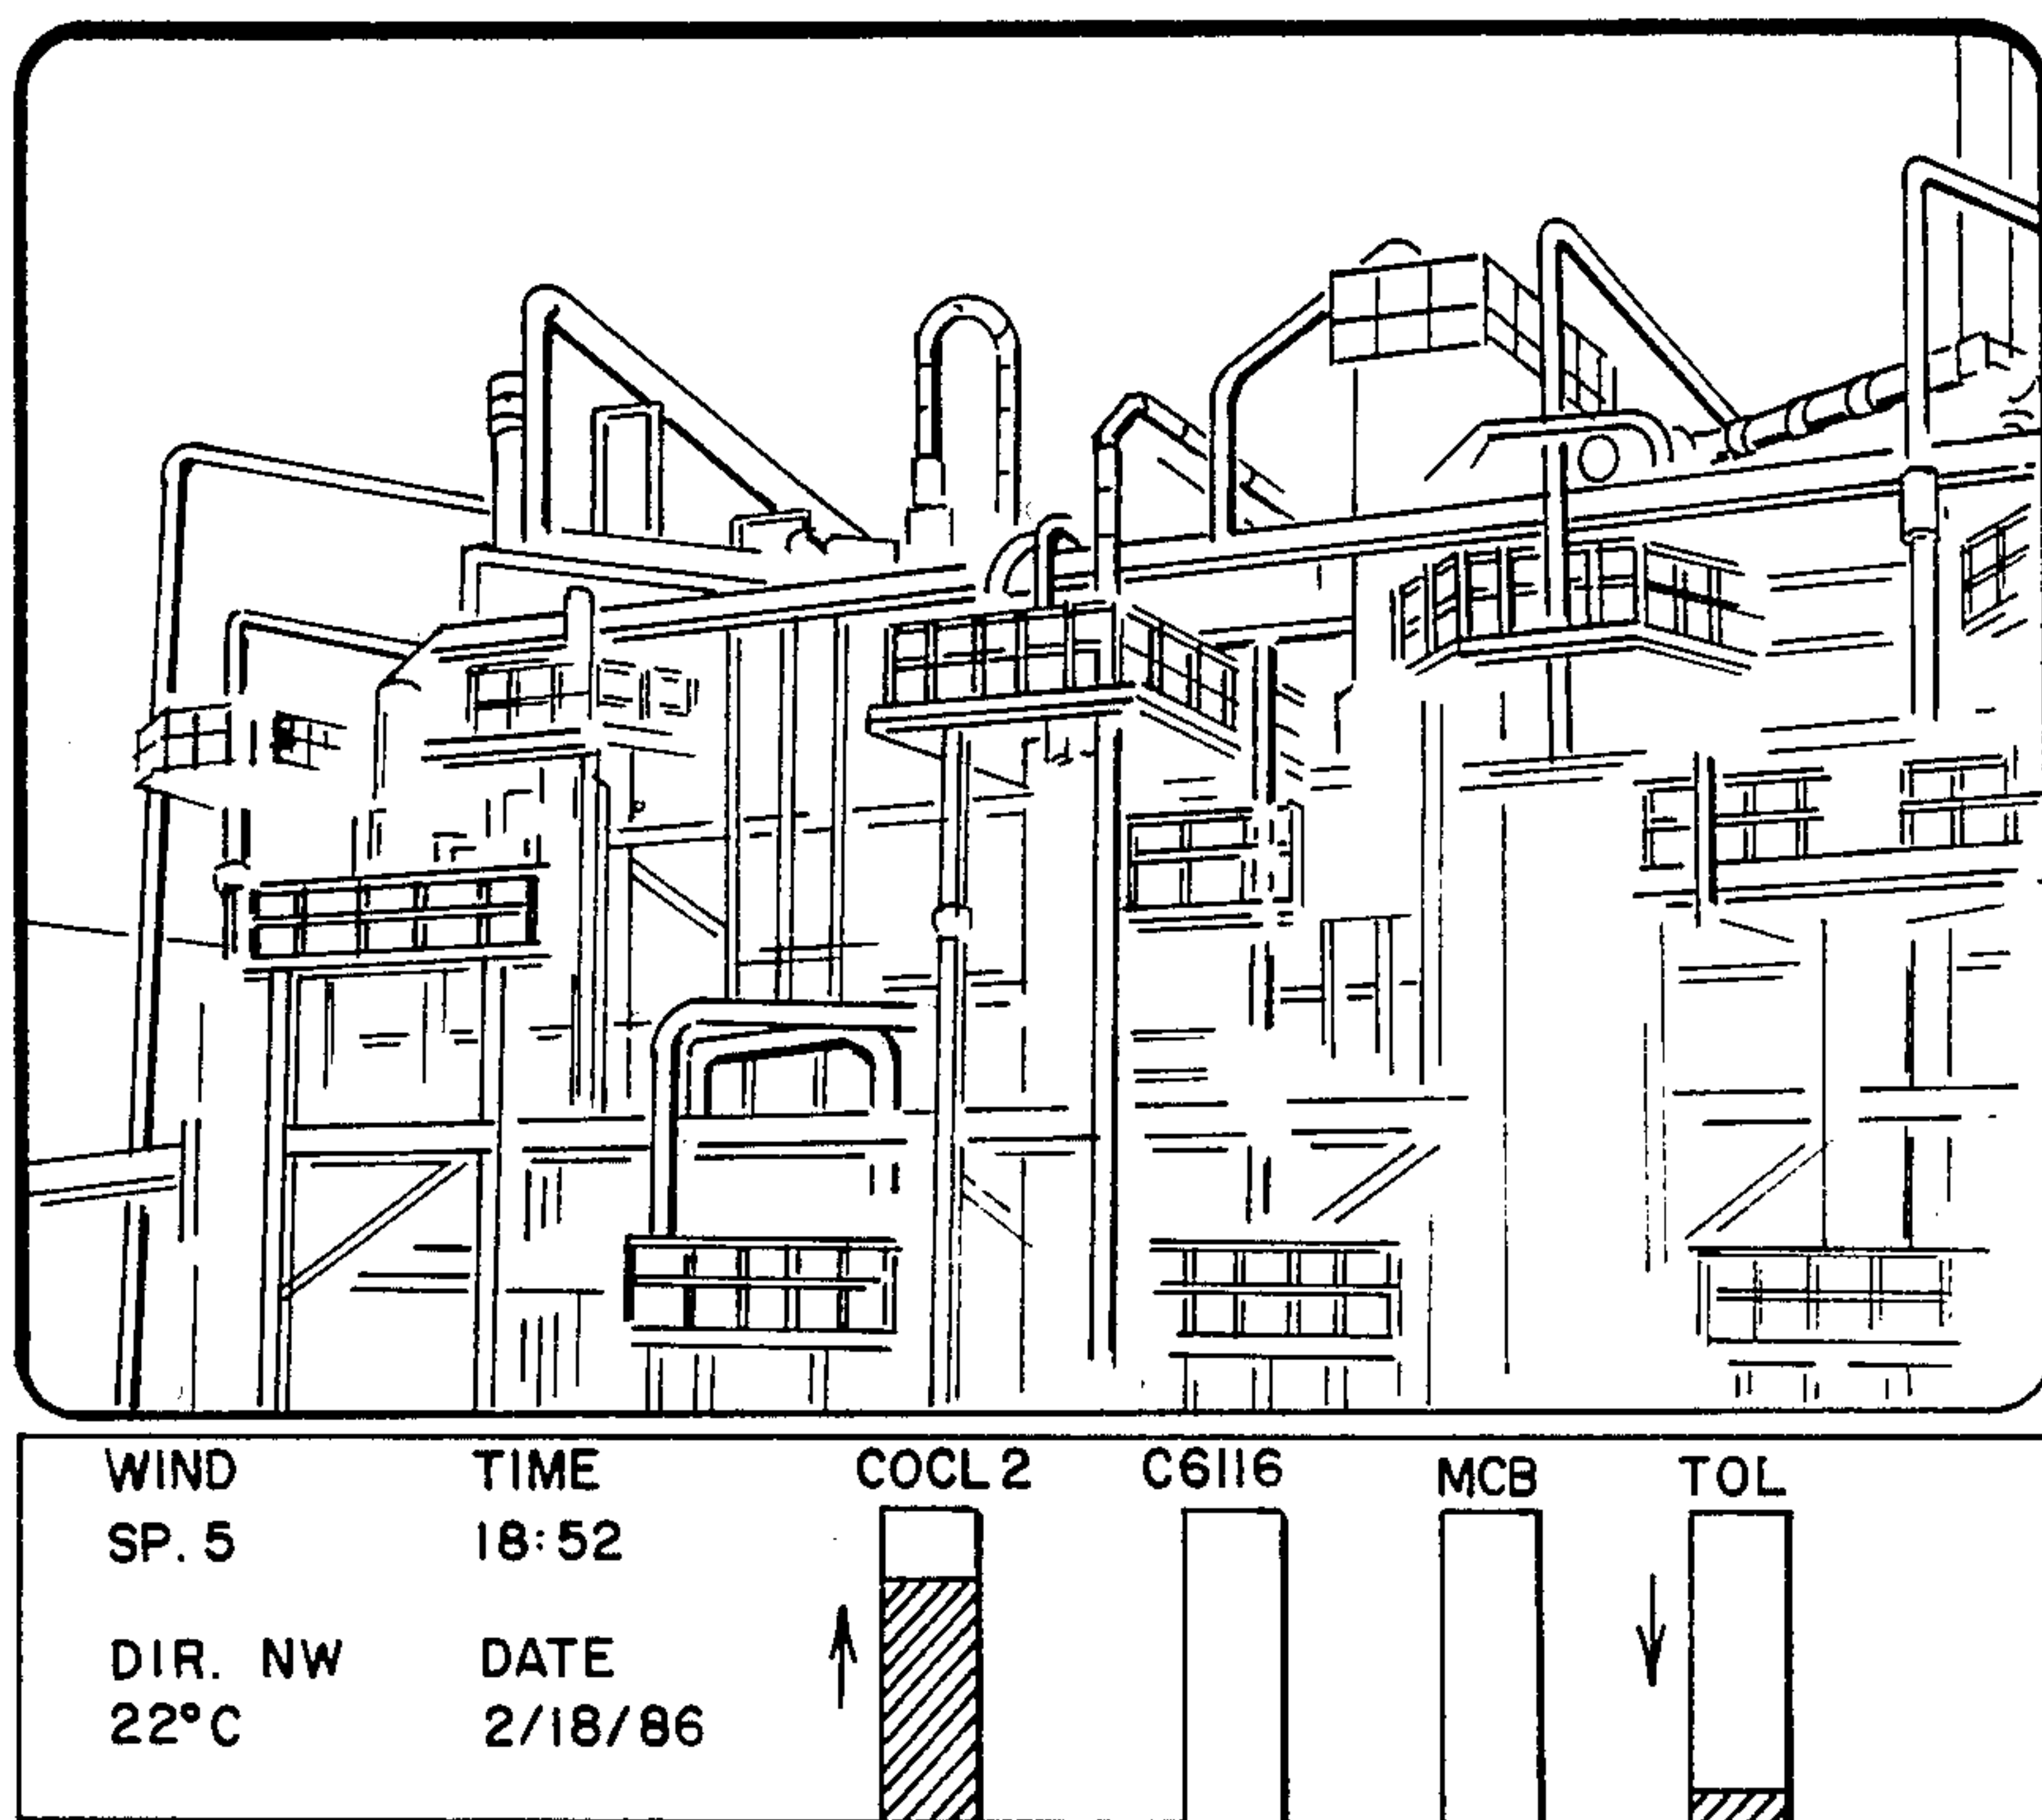 WIND TIME COCL2 C6116 MCB TOL
SP. 5 18:52
DIR. NW DATE
22°C 2/18/86